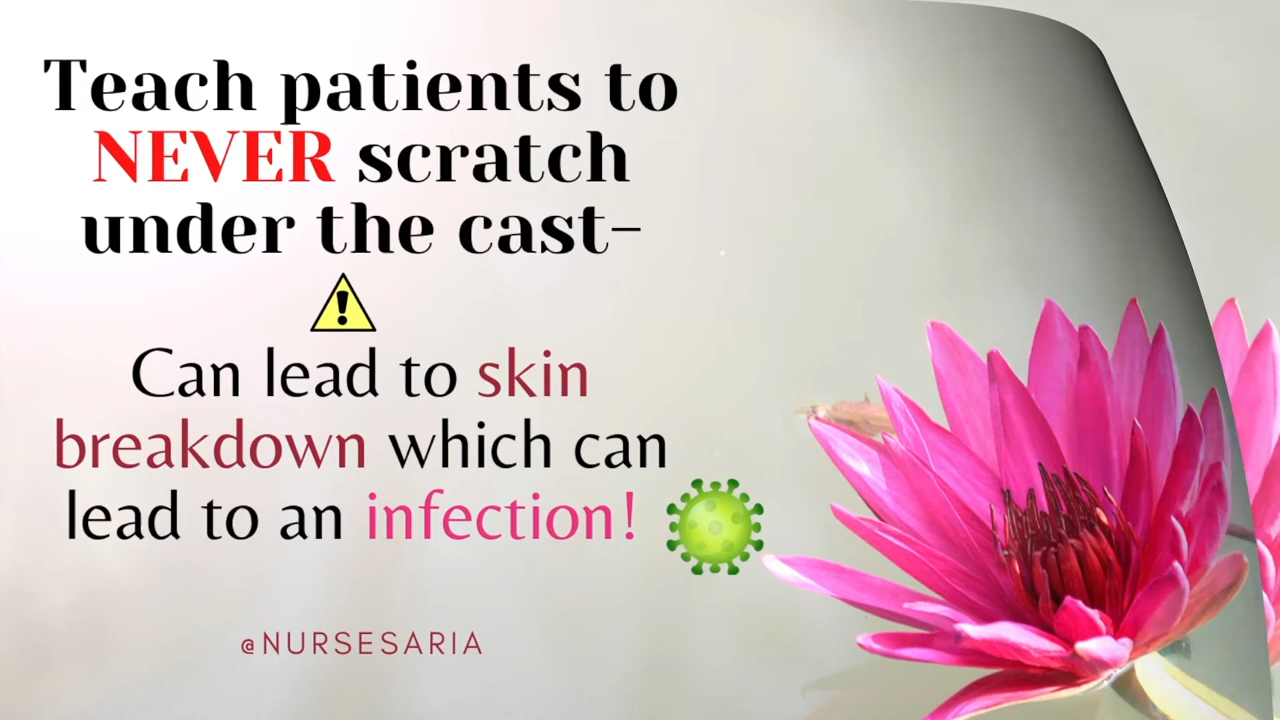 Teach patients to
NEVER scratch
under the cast-
Can lead to skin
breakdown which can
lead to an infection!
@NURSESARIA